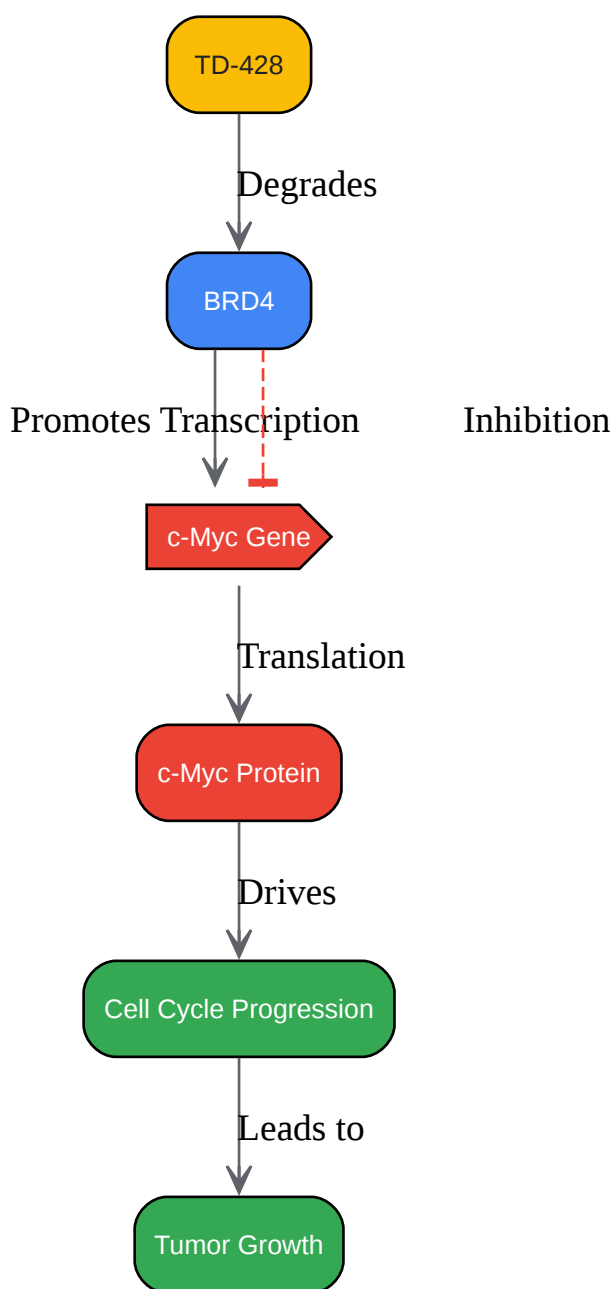 TD-428
Degrades
BRD4
Promotes Transcription
Inhibition
c-Myc Gene
Translation
c-Myc Protein
Drives
Cell Cycle Progression
Leads to
Tumor Growth